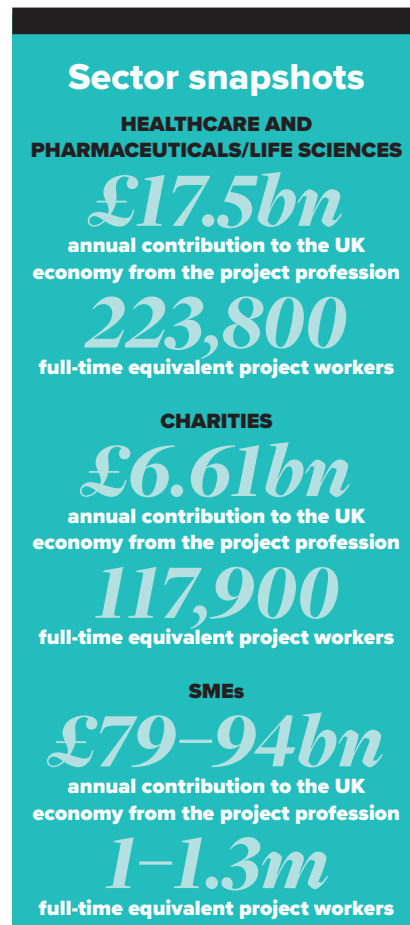 Sector snapshots
HEALTHCARE AND
PHARMACEUTICALS/LIFE SCIENCES
£17.5bn
annual contribution to the UK
economy from the project profession
223,800
full-time equivalent project workers
CHARITIES
£6.61bn
annual contribution to the UK
economy from the project profession
117,900
full-time equivalent project workers
SMEs
£79–94bn
annual contribution to the UK
economy from the project profession
1–1.3m
full-time equivalent project workers